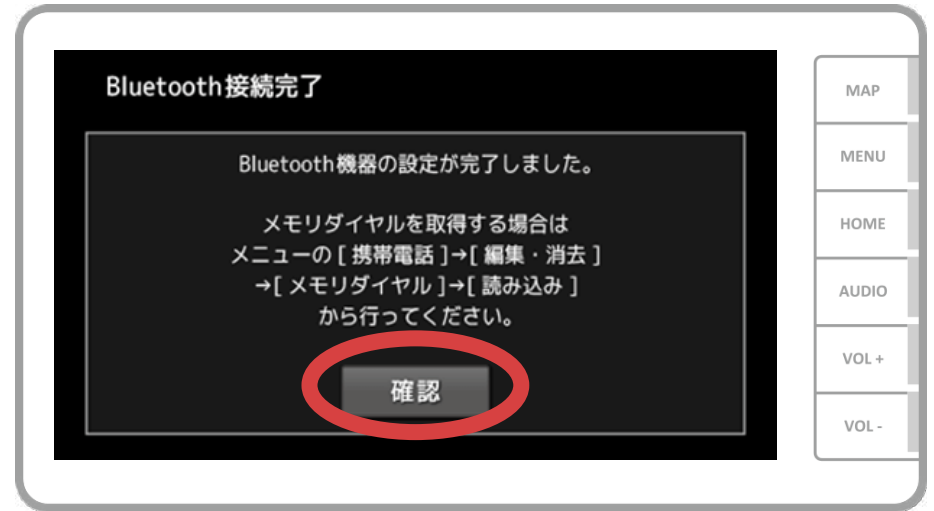 Bluetooth接続完了
Bluetooth機器の設定が完了しました。
メモリダイヤルを取得する場合は
メニューの [ 携帯電話 ]→[ 編集・消去 ]
→[ メモリダイヤル ]→[ 読み込み ]
から行ってください。
確認
MAP
MENU
HOME
AUDIO
VOL +
VOL -